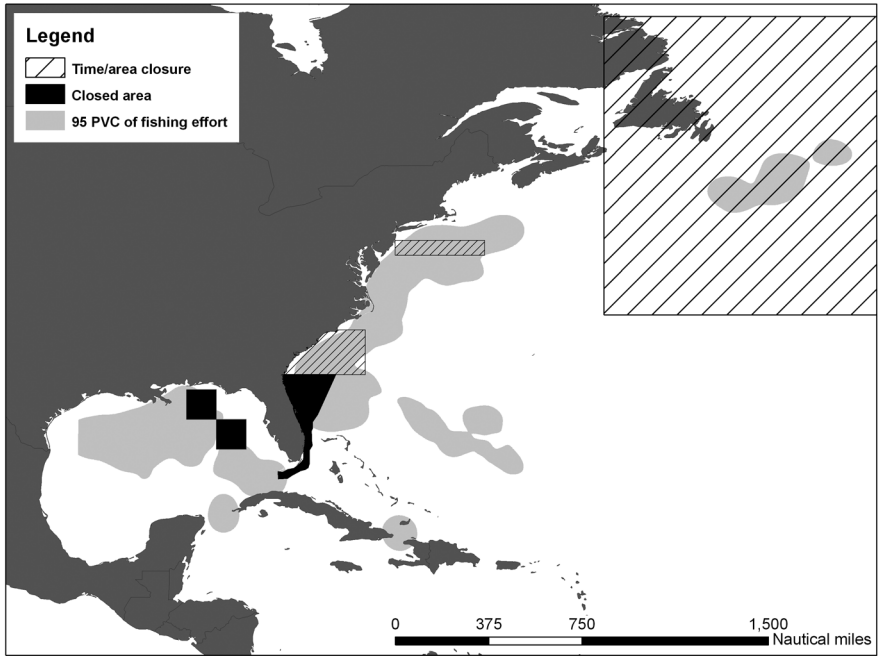 Legend
Time/area closure
Closed area
95 PVC of fishing effort
0 375 750 1,500
Nautical miles